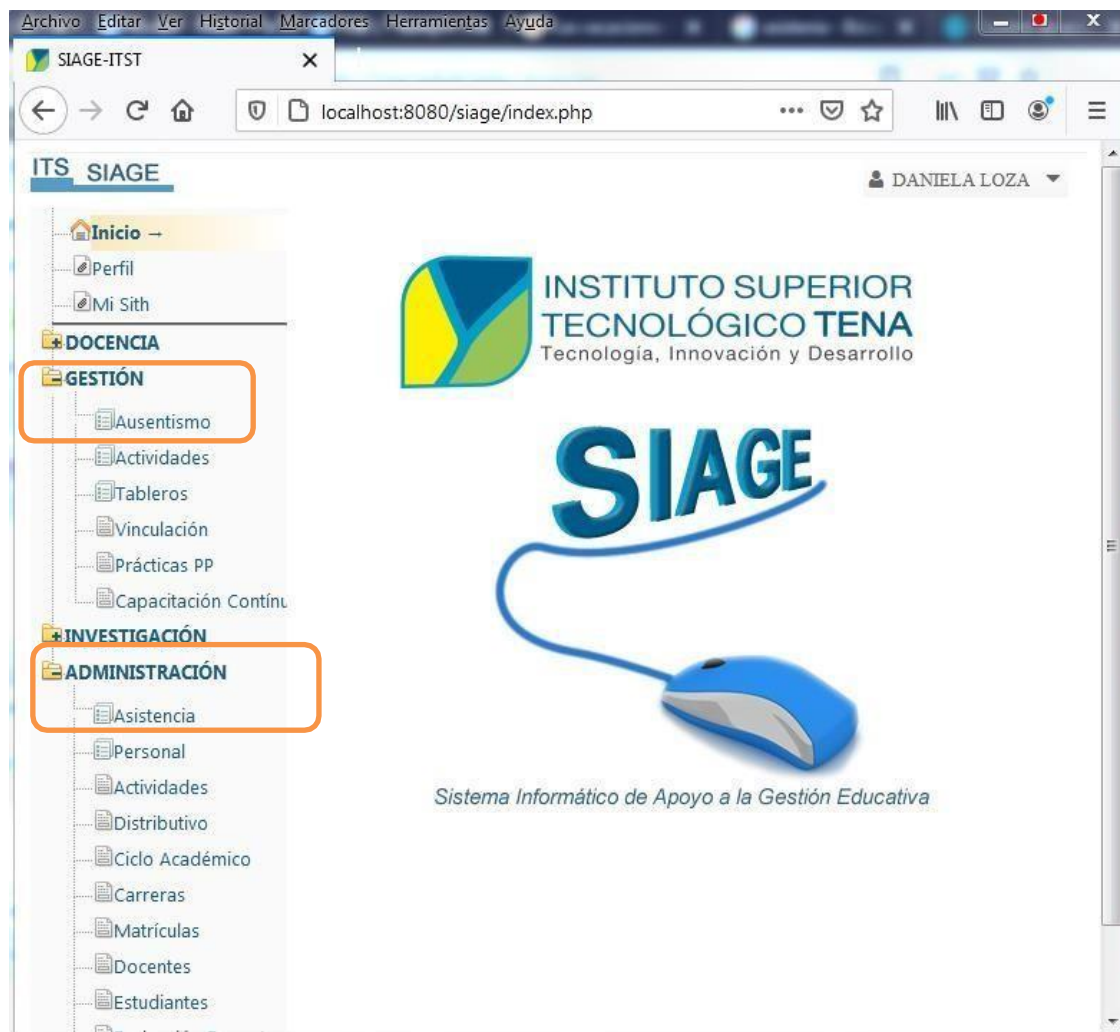 Archivo Editar Ver Historial Marcadores Herramientas Ayuda
SIAGE-ITST
localhost:8080/siage/index.php
ITS SIAGE
DANIELA LOZA
Inicio →
Perfil
Mi Sith
DOCENCIA
GESTIÓN
Ausentismo
Actividades
Tableros
Vinculación
Prácticas PP
Capacitación Contínu
INVESTIGACIÓN
ADMINISTRACIÓN
Asistencia
Personal
Actividades
Distributivo
Ciclo Académico
Carreras
Matrículas
Docentes
Estudiantes
INSTITUTO SUPERIOR
TECNOLÓGICO TENA
Tecnología, Innovación y Desarrollo
SIAGE
Sistema Informático de Apoyo a la Gestión Educativa